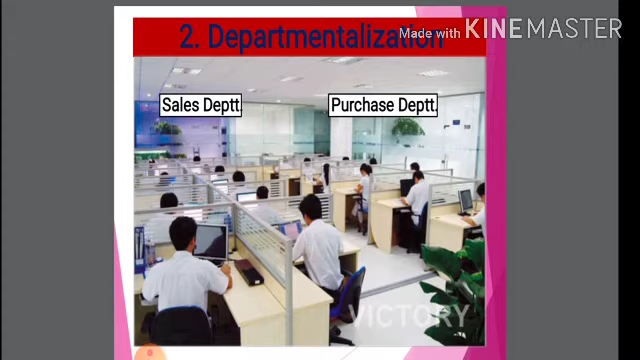 2. Departmentalization
Made with KINEMASTER
Sales Deptt.
Purchase Deptt.
VICTORY